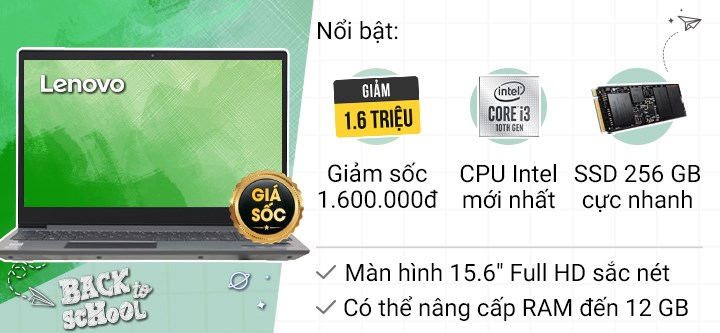 Lenovo
GIÁ
SỐC
BACK to
SCHOOL
Nổi bật:
GIẢM
1.6 TRIỆU
Giảm sốc
1.600.000đ
intel
CORE i3
10TH GEN
CPU Intel
mới nhất
SSD 256 GB
cực nhanh
Màn hình 15.6" Full HD sắc nét
Có thể nâng cấp RAM đến 12 GB